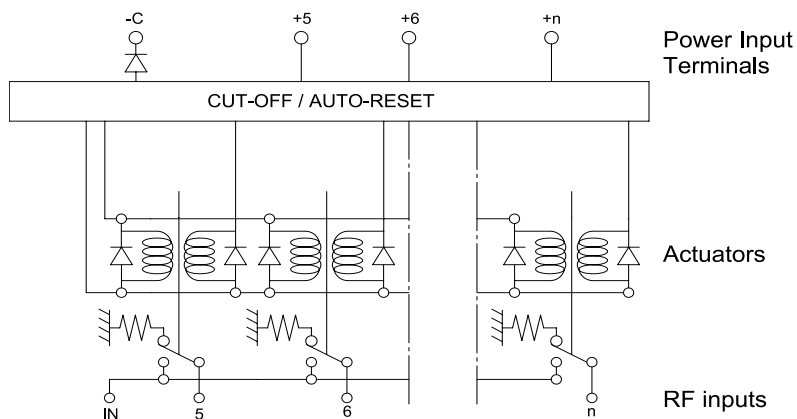 -C +5 +6 +n
Power Input
Terminals
CUT-OFF / AUTO-RESET
Actuators
IN 5 6 n
RF inputs